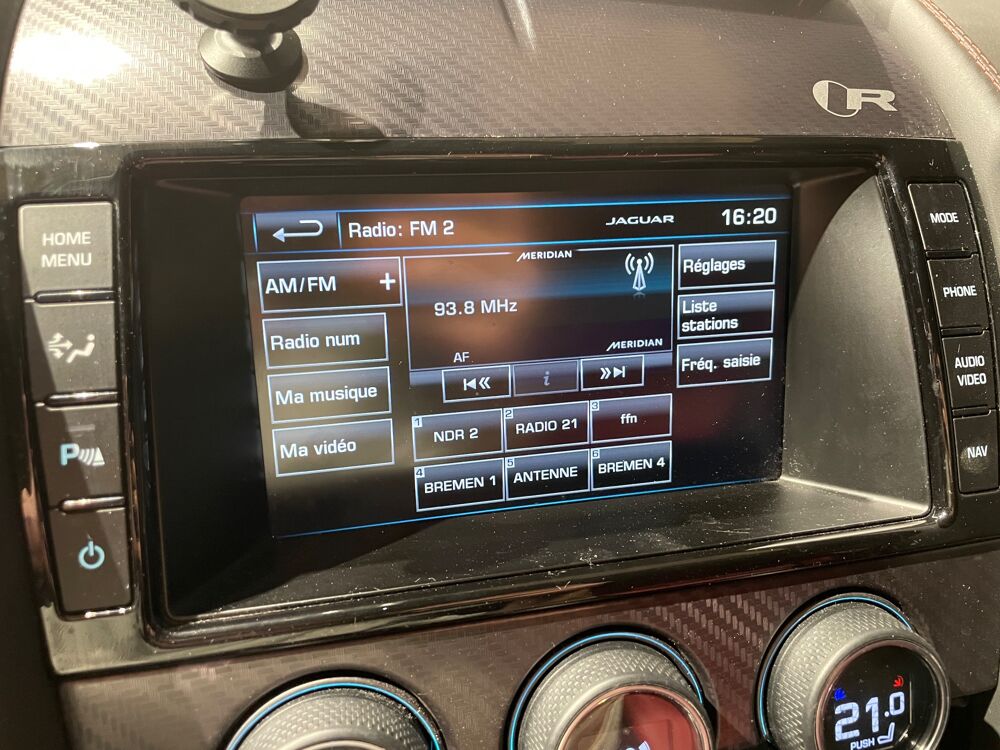 R
HOME
MENU
P
Radio: FM 2
JAGUAR
16:20
AM/FM +
Radio num
Ma musique
Ma vidéo
MERIDIAN
93.8 MHz
AF
MERIDIAN
i
1 NDR 2
2 RADIO 21
3 ffn
4 BREMEN 1
5 ANTENNE
6 BREMEN 4
Réglages
Liste
stations
Fréq. saisie
MODE
PHONE
AUDIO
VIDEO
NAV
21.0
PUSH